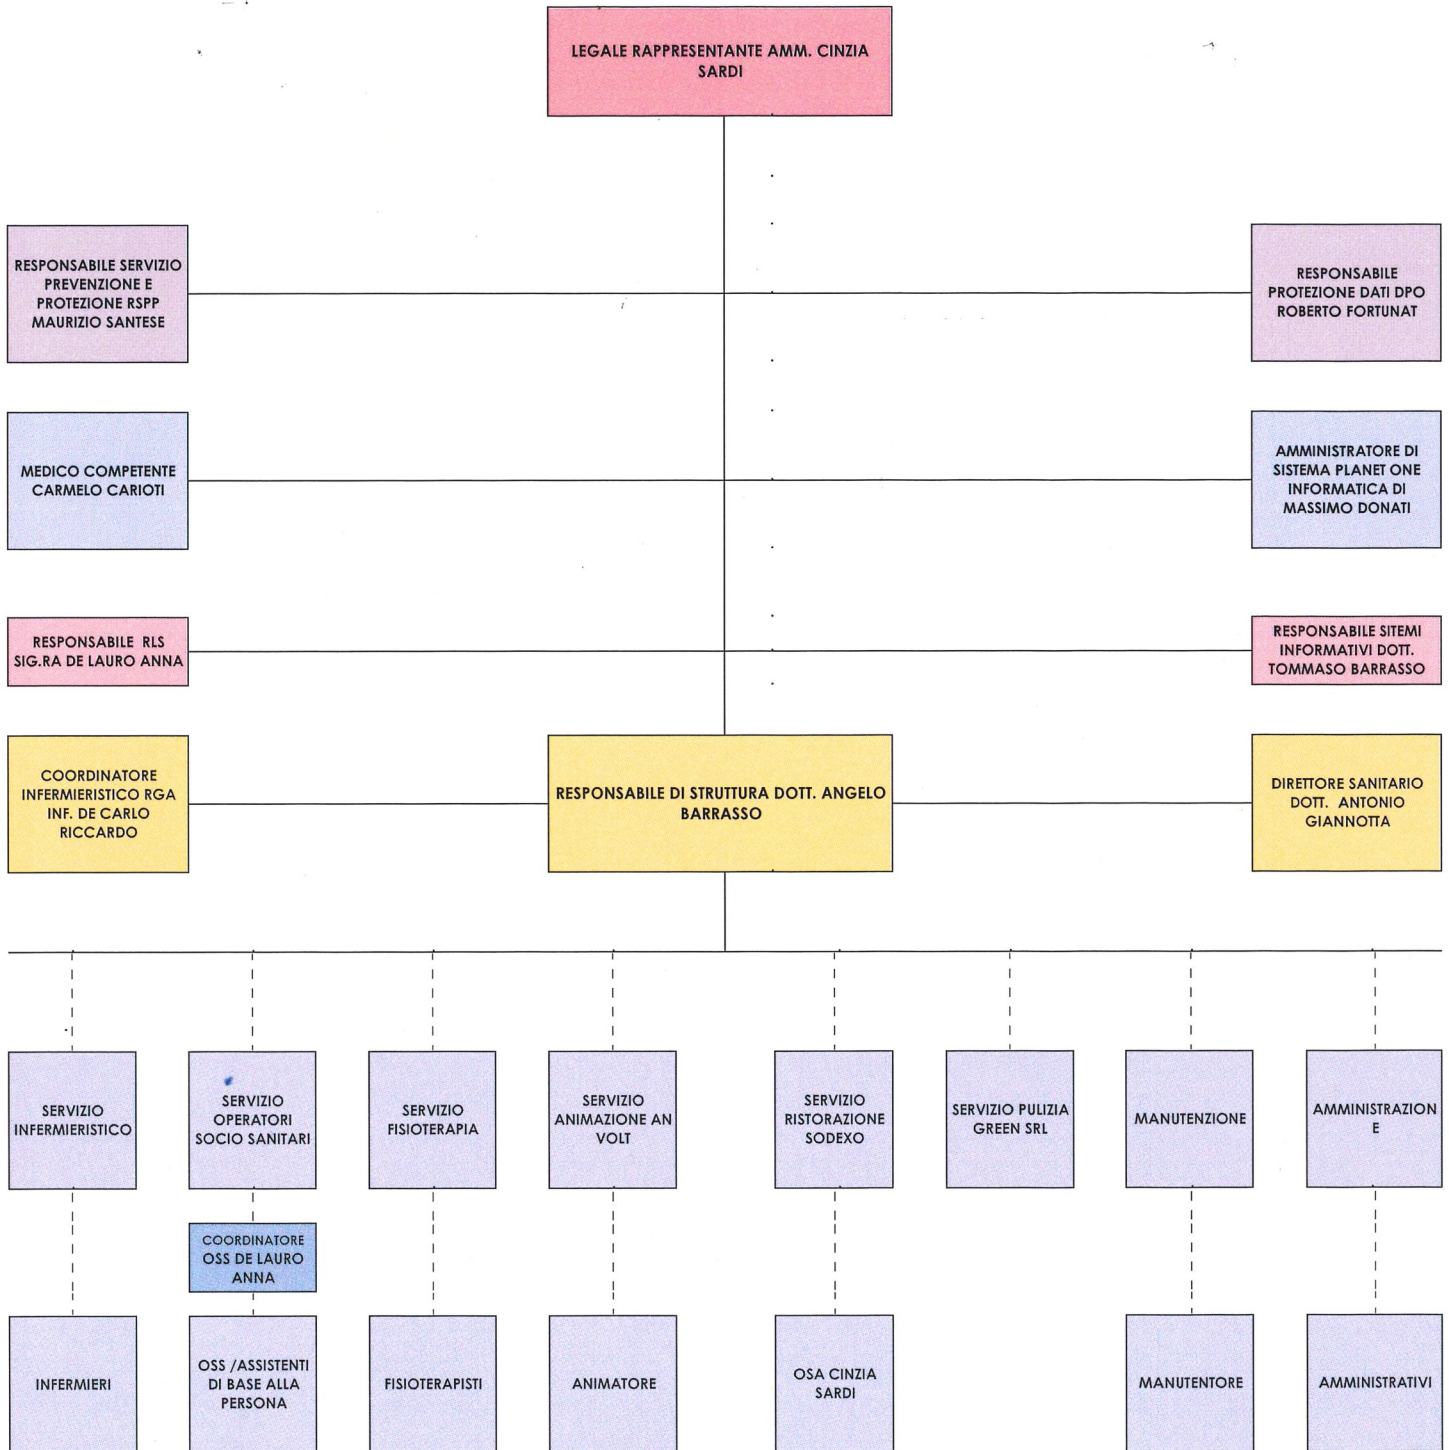 LEGALE RAPPRESENTANTE AMM. CINZIA
SARDI
RESPONSABILE SERVIZIO
PREVENZIONE E
PROTEZIONE RSPP
MAURIZIO SANTESE
RESPONSABILE
PROTEZIONE DATI DPO
ROBERTO FORTUNAT
MEDICO COMPETENTE
CARMELO CARIOTI
AMMINISTRATORE DI
SISTEMA PLANET ONE
INFORMATICA DI
MASSIMO DONATI
RESPONSABILE RLS
SIG.RA DE LAURO ANNA
RESPONSABILE SITEMI
INFORMATIVI DOTT.
TOMMASO BARRASSO
COORDINATORE
INFERMIERISTICO RGA
INF. DE CARLO
RICCARDO
RESPONSABILE DI STRUTTURA DOTT. ANGELO
BARRASSO
DIRETTORE SANITARIO
DOTT. ANTONIO
GIANNOTTA
SERVIZIO
INFERMIERISTICO
SERVIZIO
OPERATORI
SOCIO SANITARI
SERVIZIO
FISIOTERAPIA
SERVIZIO
ANIMAZIONE AN
VOLT
SERVIZIO
RISTORAZIONE
SODEXO
SERVIZIO PULIZIA
GREEN SRL
MANUTENZIONE
AMMINISTRAZION
E
COORDINATORE
OSS DE LAURO
ANNA
INFERMIERI
OSS /ASSISTENTI
DI BASE ALLA
PERSONA
FISIOTERAPISTI
ANIMATORE
OSA CINZIA
SARDI
MANUTENTORE
AMMINISTRATIVI